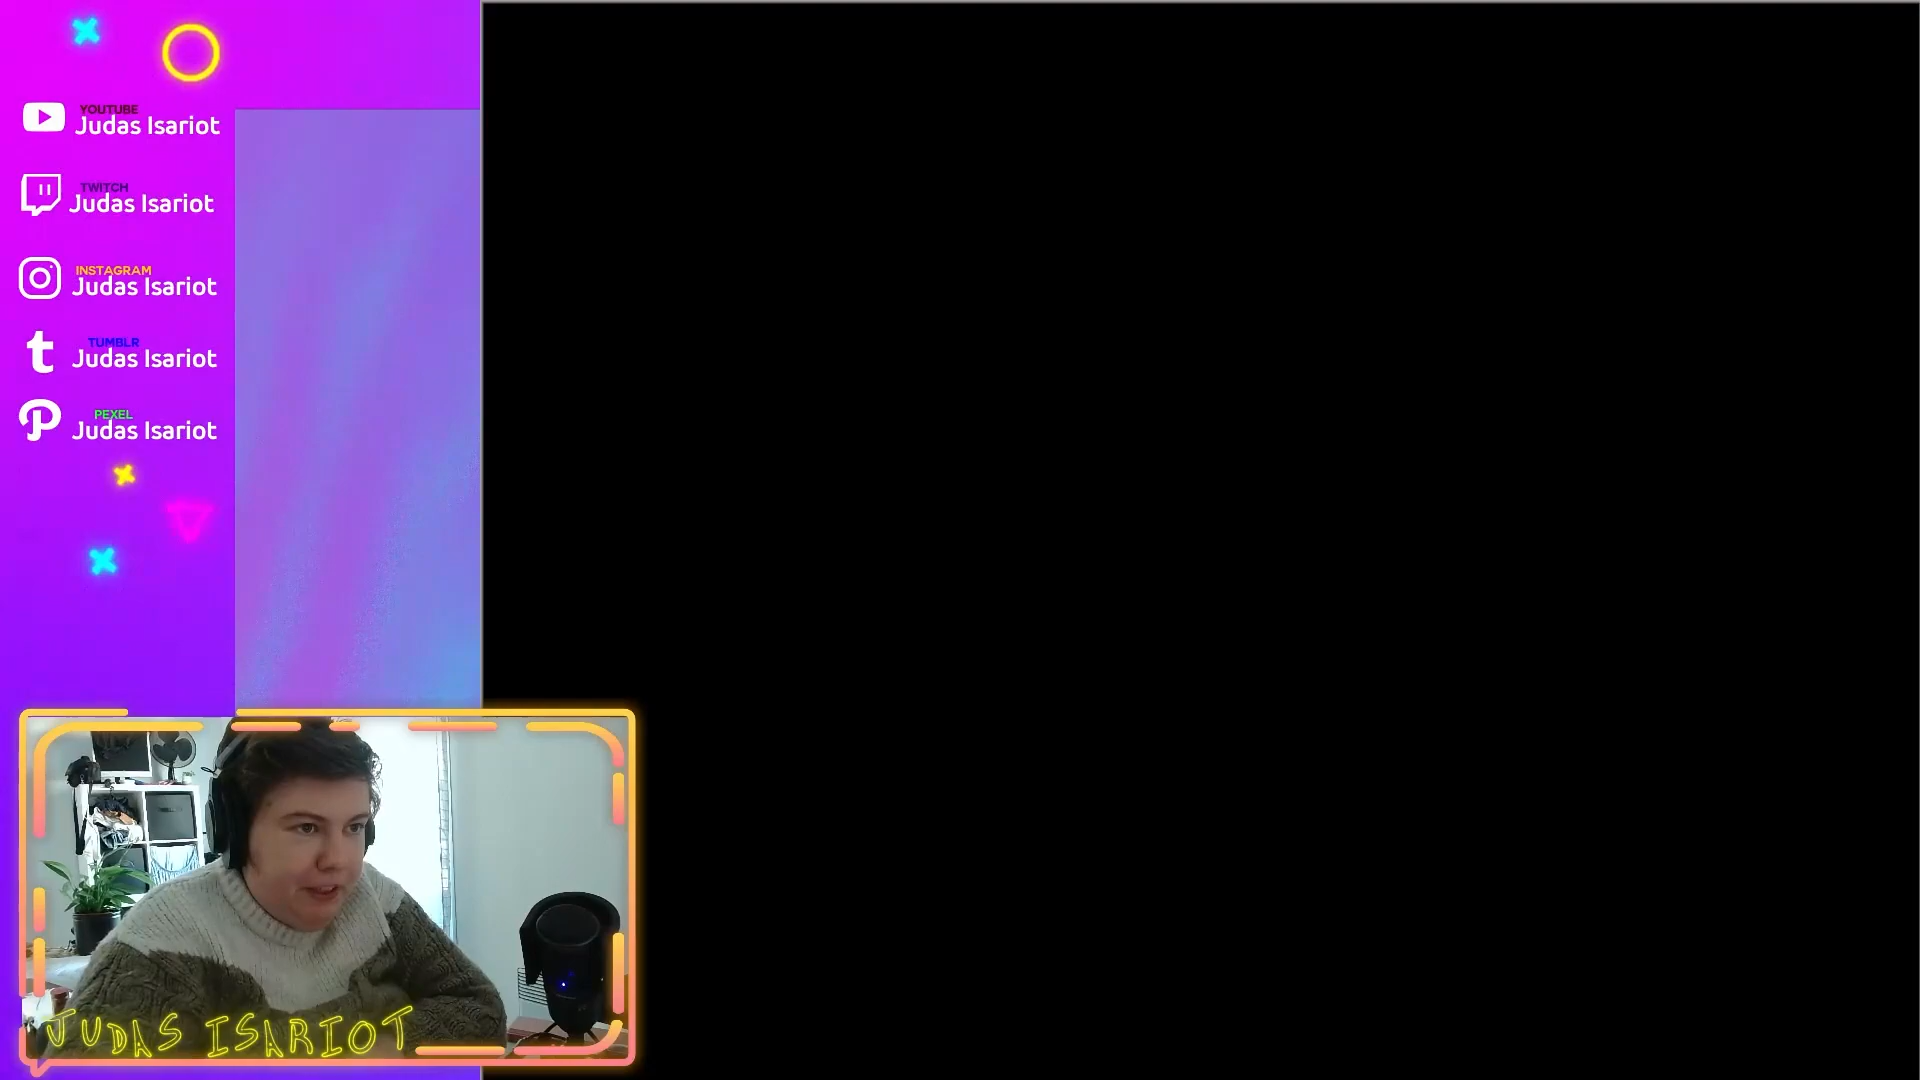 YOUTUBE
Judas Isariot
TWITCH
Judas Isariot
INSTAGRAM
Judas Isariot
TUMBLR
Judas Isariot
PEXEL
Judas Isariot
JUDAS ISARIOT